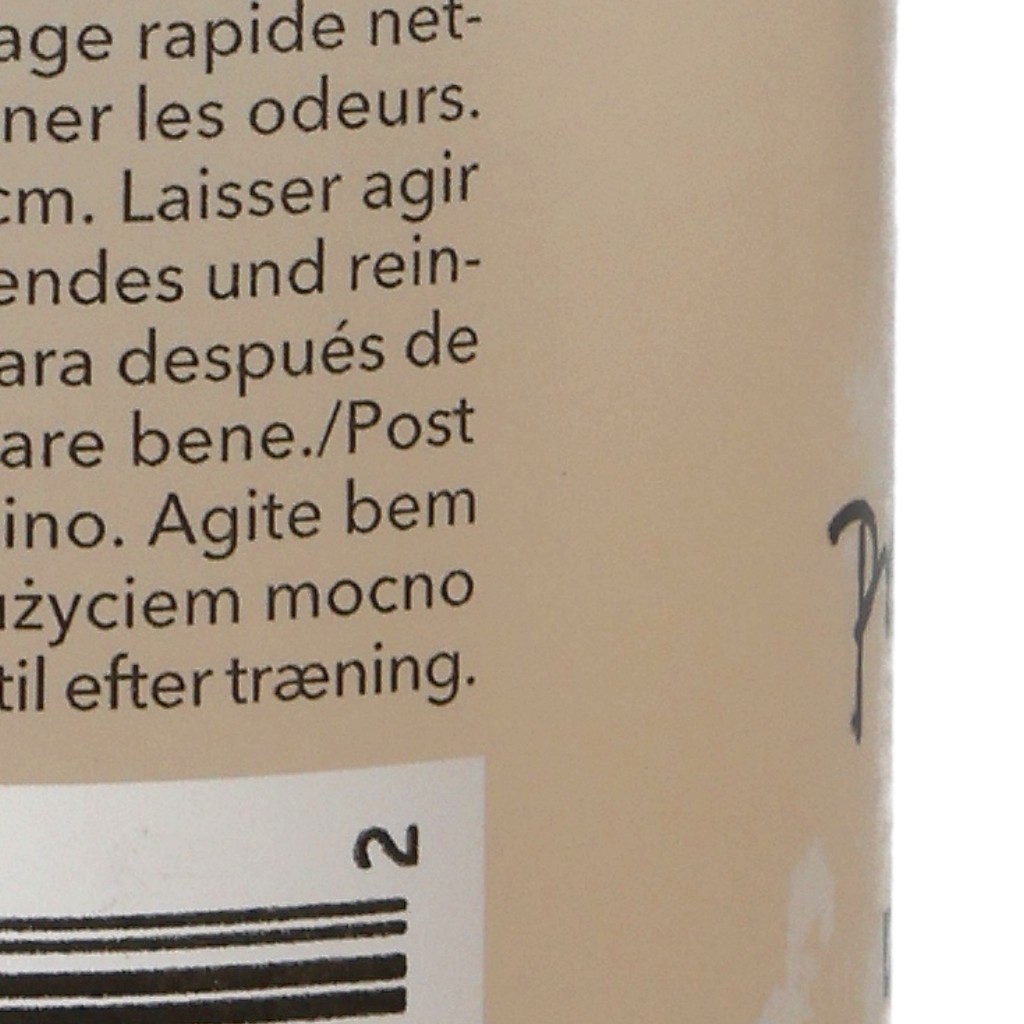 age rapide net-
ner les odeurs.
cm. Laisser agir
endes und rein-
ara después de
are bene./Post
ino. Agite bem
użyciem mocno
til efter træning.
2